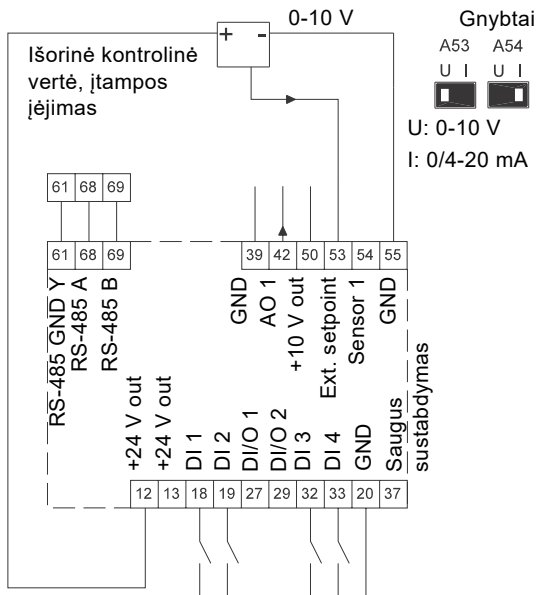 0-10 V
Gnybtai
+ -
A53 A54
U I U I
Išorinė kontrolinė
vertė, įtampos
įėjimas
U: 0-10 V
I: 0/4-20 mA
61 68 69
61 68 69
39 42 50 53 54 55
RS-485 GND Y
RS-485 A
RS-485 B
GND
AO 1
+10 V out
Ext. setpoint
Sensor 1
GND
+24 V out
+24 V out
DI 1
DI 2
DI/O 1
DI/O 2
DI 3
DI 4
GND
Saugus
sustabdymas
12 13 18 19 27 29 32 33 20 37